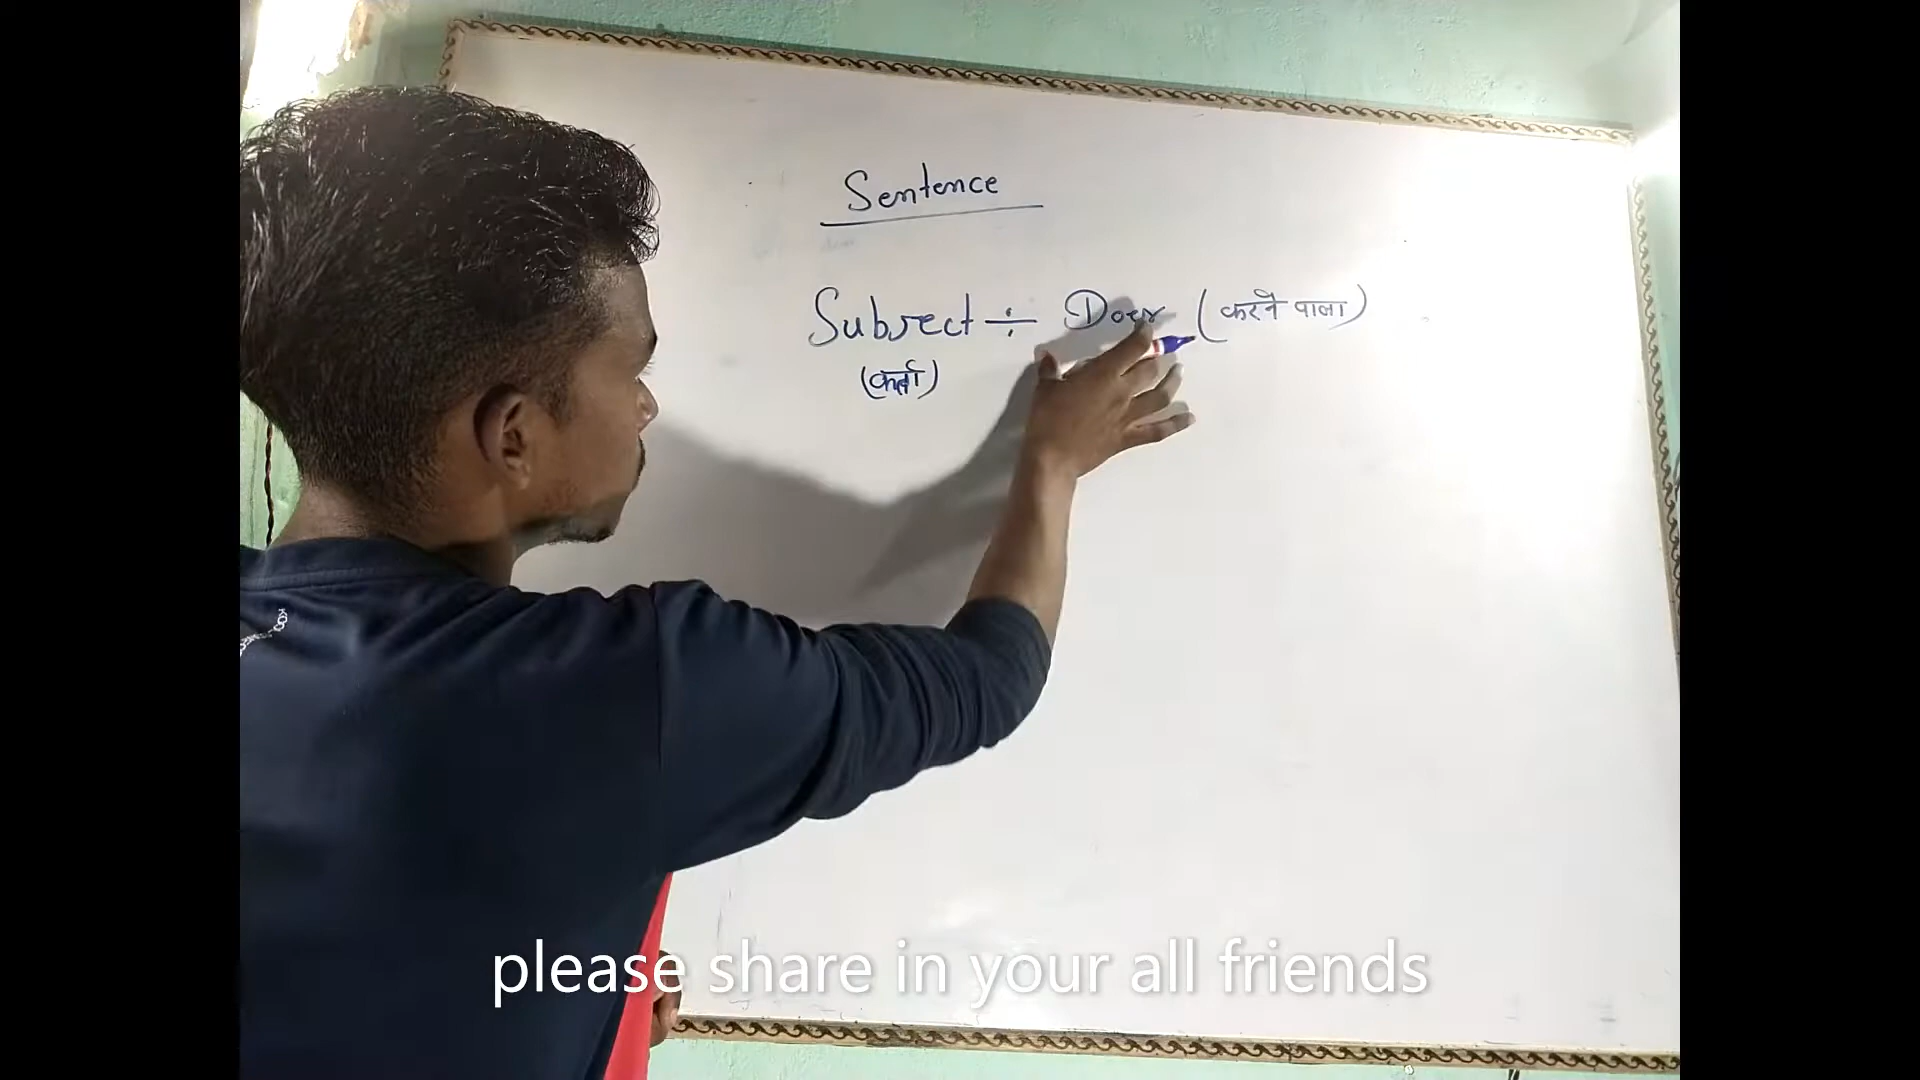 Sentence
Subject ÷ Doer (करने वाला)
(कर्ता)
please share in your all friends